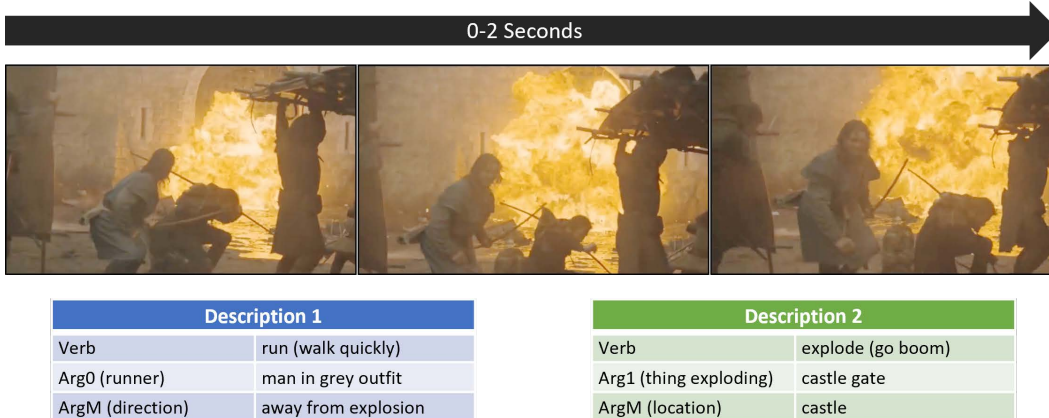 0-2 Seconds
Description 1
Verb run (walk quickly)
Arg0 (runner) man in grey outfit
ArgM (direction) away from explosion
Description 2
Verb explode (go boom)
Arg1 (thing exploding) castle gate
ArgM (location) castle